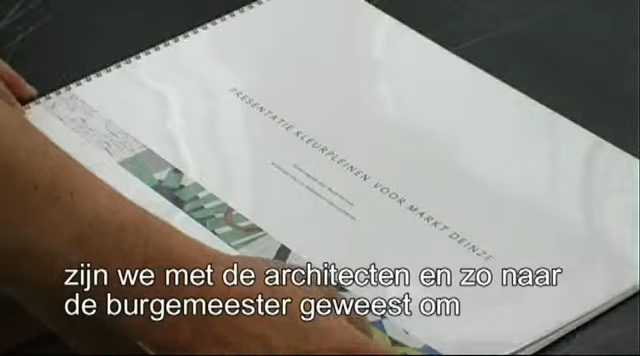 PRESENTATIE KLEURPLEINEN VOOR MARKT DEINZE
zijn we met de architecten en zo naar
de burgemeester geweest om